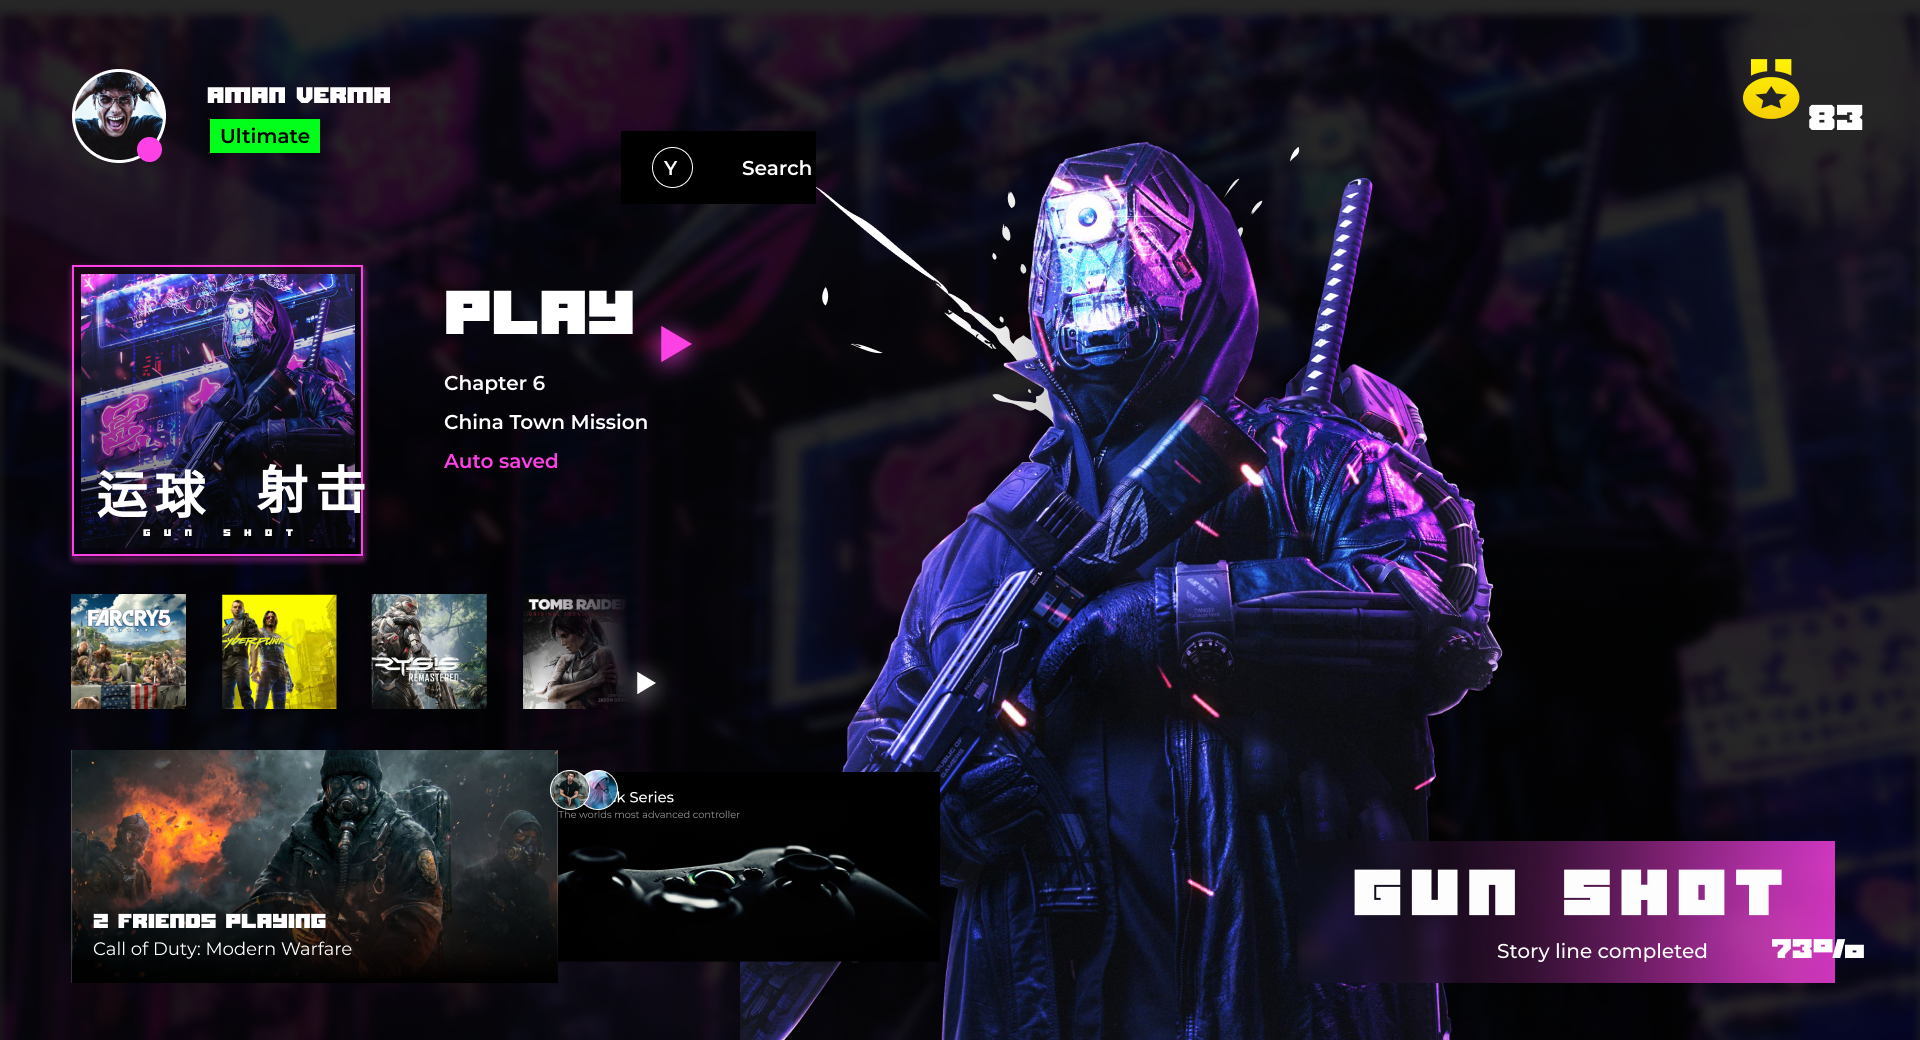 AMAN VERMA
Ultimate
83
Y
Search
PLAY
Chapter 6
China Town Mission
Auto saved
运球 射击
GUN SHOT
FARCRY5
CYBERPUNK
RYSIS
REMASTERED
TOMB RAIDE
k Series
The worlds most advanced controller
2 FRIENDS PLAYING
Call of Duty: Modern Warfare
GUN SHOT
Story line completed
73%